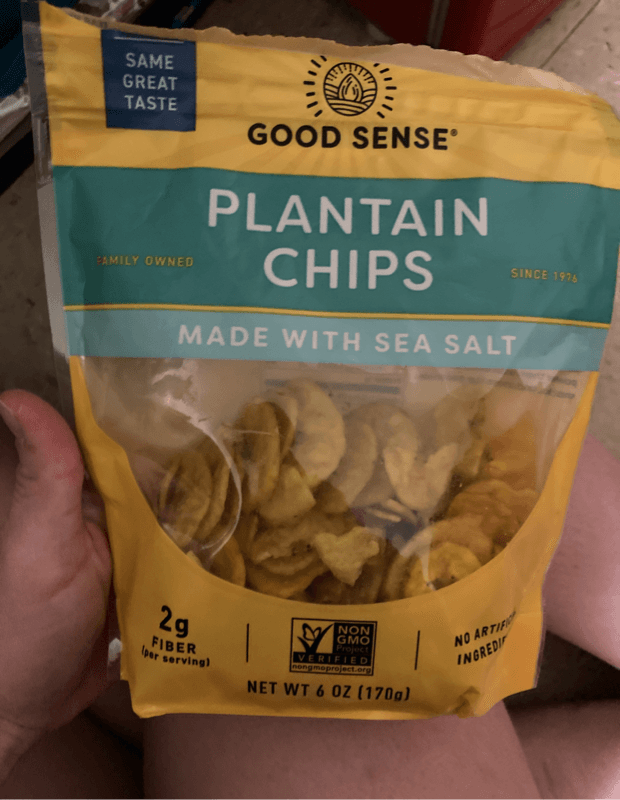 SAME
GREAT
TASTE
GOOD SENSE®
PLANTAIN
CHIPS
FAMILY OWNED
SINCE 1976
MADE WITH SEA SALT
2g
FIBER
(per serving)
NON
GMO
Project
VERIFIED
nongmoproject.org
NO
NET WT 6 OZ (170g)